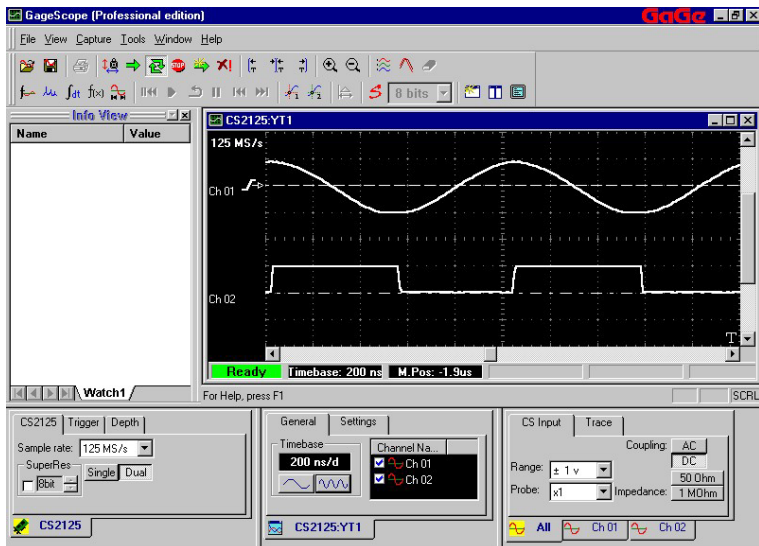 GageScope (Professional edition)
GaGe
File View Capture Tools Window Help
8 bits
Info View
Name Value
Watch1
CS2125:YT1
125 MS/s
Ch 01
Ch 02
T
Ready Timebase: 200 ns M.Pos: -1.9us
For Help, press F1
SCRL
CS2125 Trigger Depth
Sample rate: 125 MS/s
SuperRes
8bit
Single Dual
CS2125
General Settings
Timebase
200 ns/d
Channel Na...
Ch 01
Ch 02
CS2125:YT1
CS Input Trace
Coupling: AC
DC
Range: ± 1 v
50 Ohm
Probe: x1 Impedance: 1 MOhm
All Ch 01 Ch 02